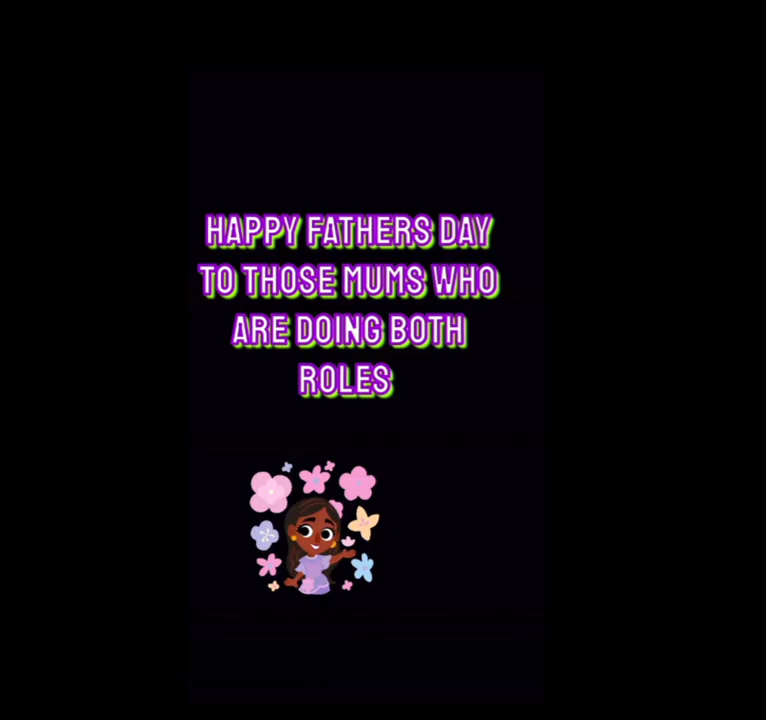 HAPPY FATHERS DAY
TO THOSE MUMS WHO
ARE DOING BOTH
ROLES